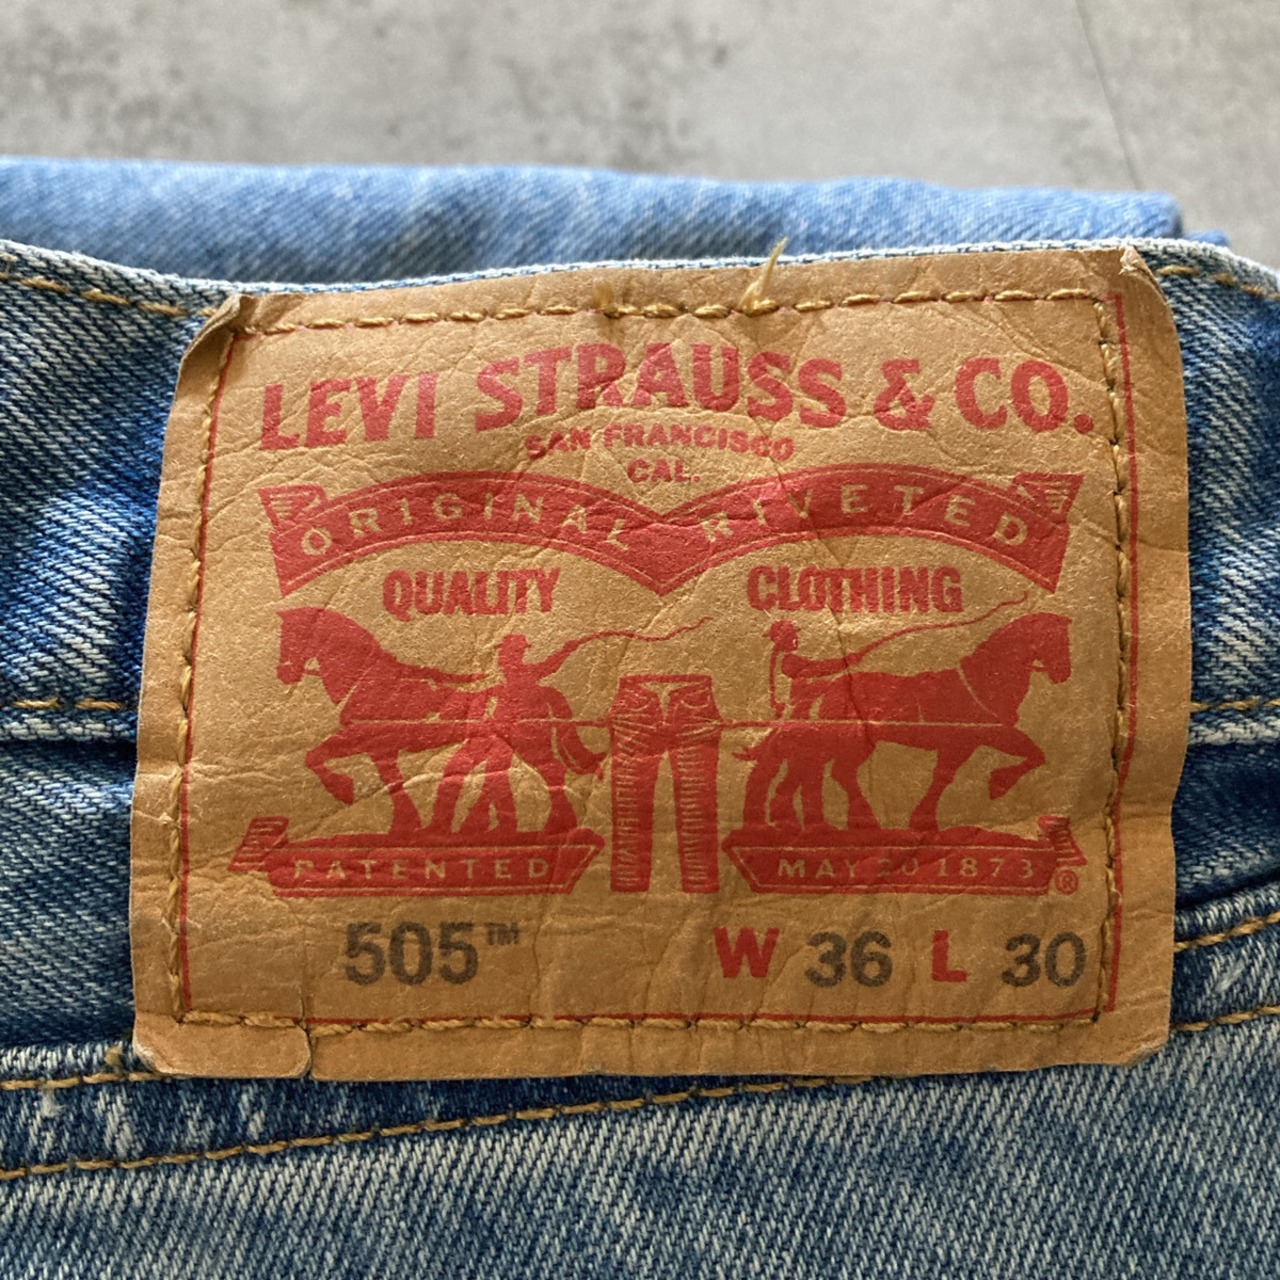 LEVI STRAUSS & CO.
SAN FRANCISCO
CAL.
ORIGINAL RIVETED
QUALITY CLOTHING
PATENTED MAY 20 1873 ®
505™ W 36 L 30